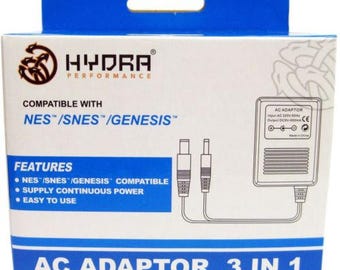 HYDRA
PERFORMANCE
COMPATIBLE WITH
NES™/SNES™/GENESIS™
AC ADAPTOR
FEATURES
• NES™/SNES™/GENESIS™ COMPATIBLE
• SUPPLY CONTINUOUS POWER
• EASY TO USE
AC ADAPTOR 3 IN 1